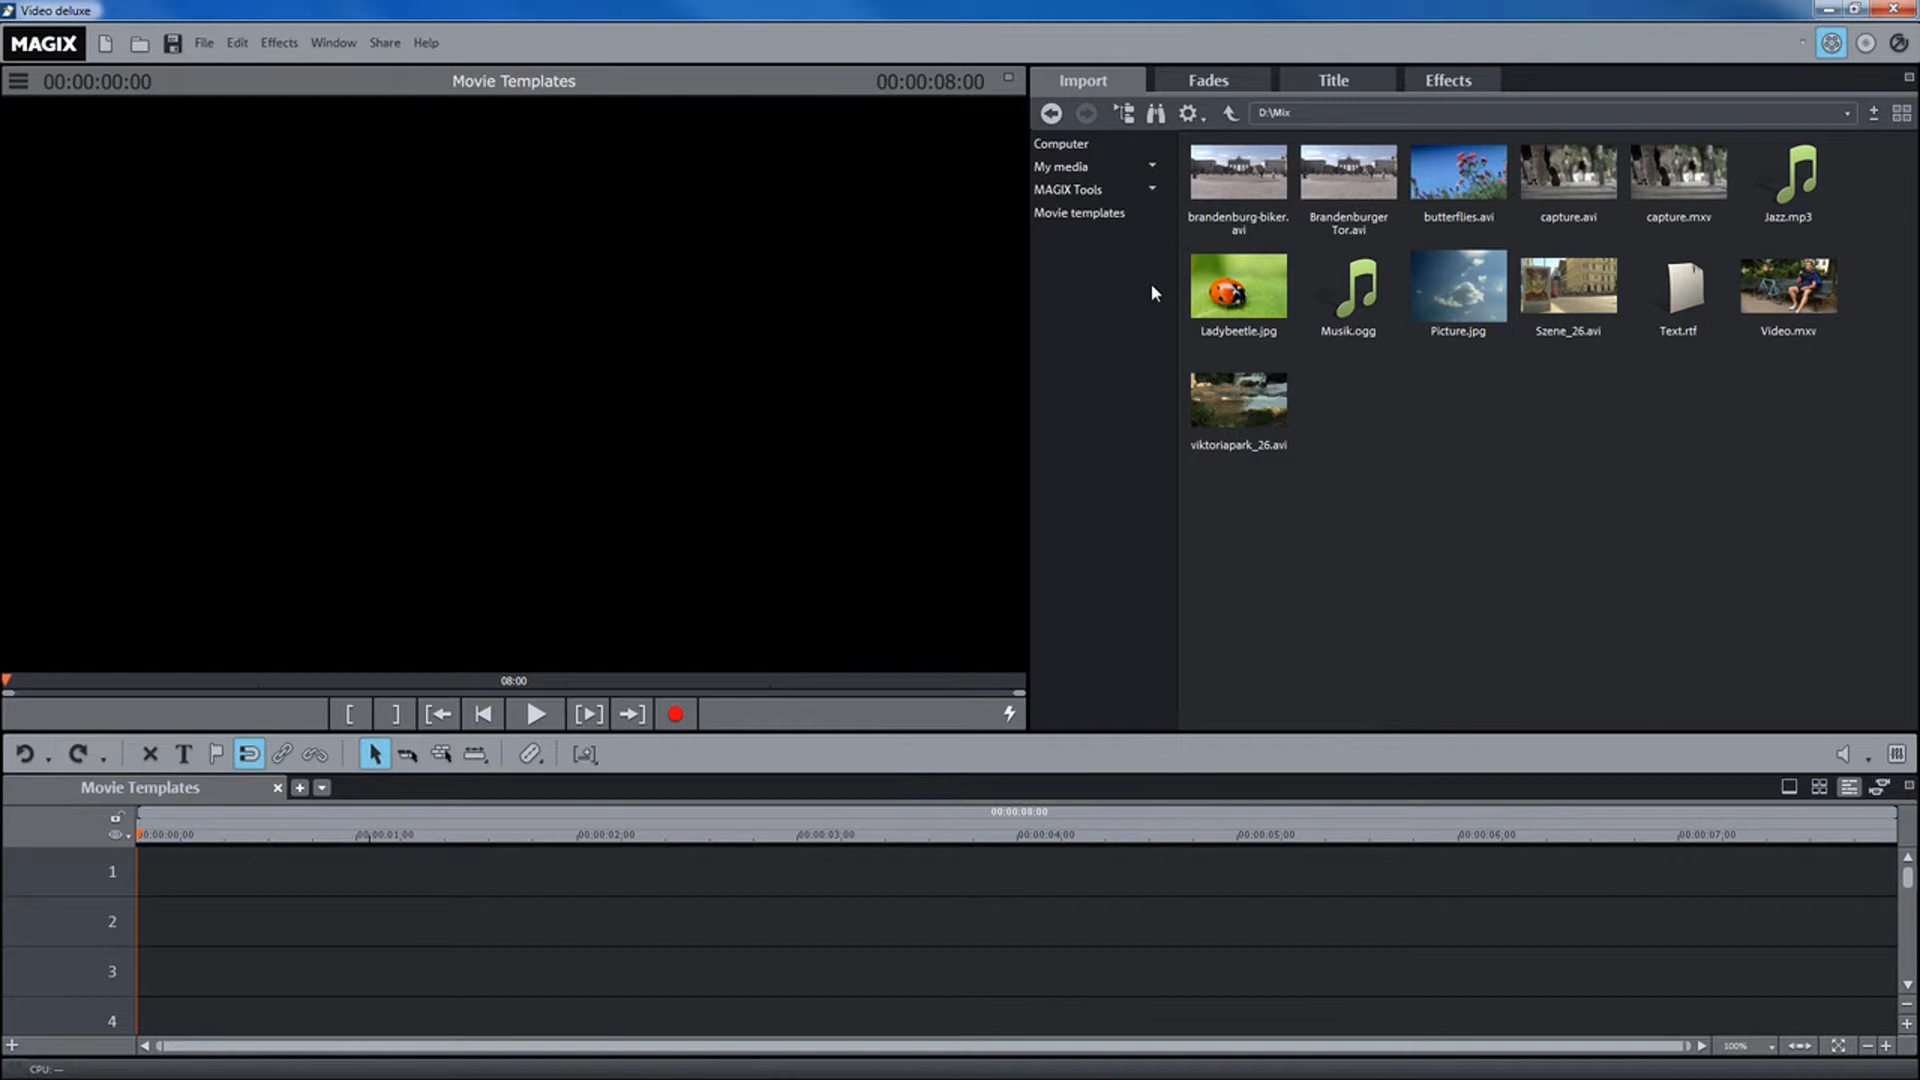 Video deluxe
MAGIX File Edit Effects Window Share Help
00:00:00:00 Movie Templates 00:00:08:00
Import Fades Title Effects
D:\Mix
Computer
My media
MAGIX Tools
Movie templates
brandenburg-biker.avi
Brandenburger Tor.avi
butterflies.avi
capture.avi
capture.mxv
Jazz.mp3
Ladybeetle.jpg
Musik.ogg
Picture.jpg
Szene_26.avi
Text.rtf
Video.mxv
viktoriapark_26.avi
08:00
Movie Templates
00:00:08:00
00:00:00;00 00:00:01;00 00:00:02;00 00:00:03;00 00:00:04;00 00:00:05;00 00:00:06;00 00:00:07;00
1
2
3
4
100%
CPU: —